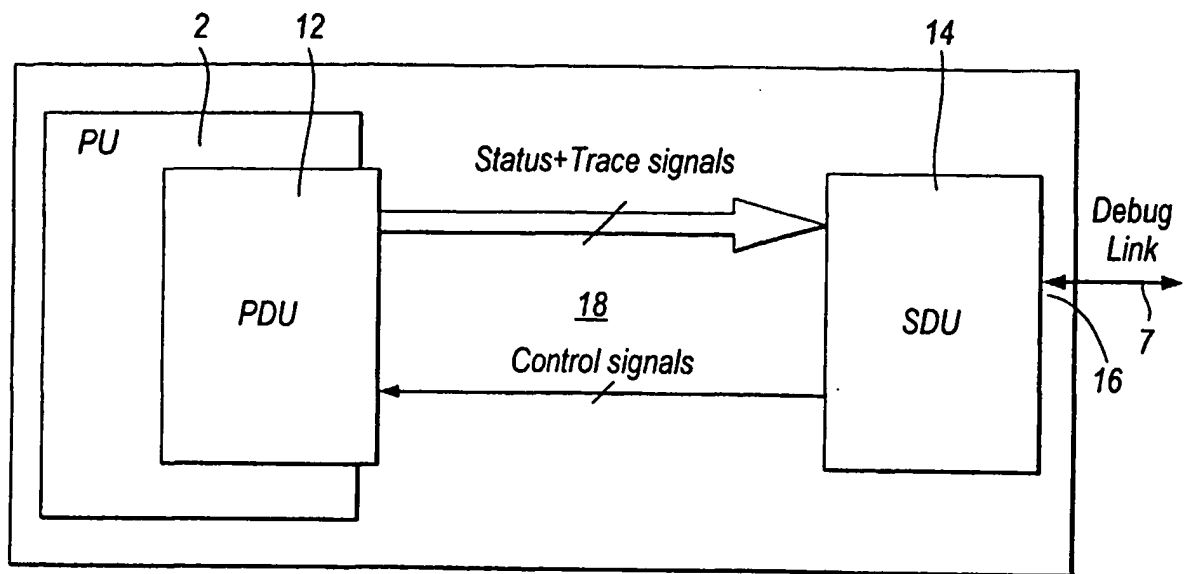 2
12
14
PU
Status+Trace signals
Debug
Link
PDU
18
SDU
Control signals
7
16